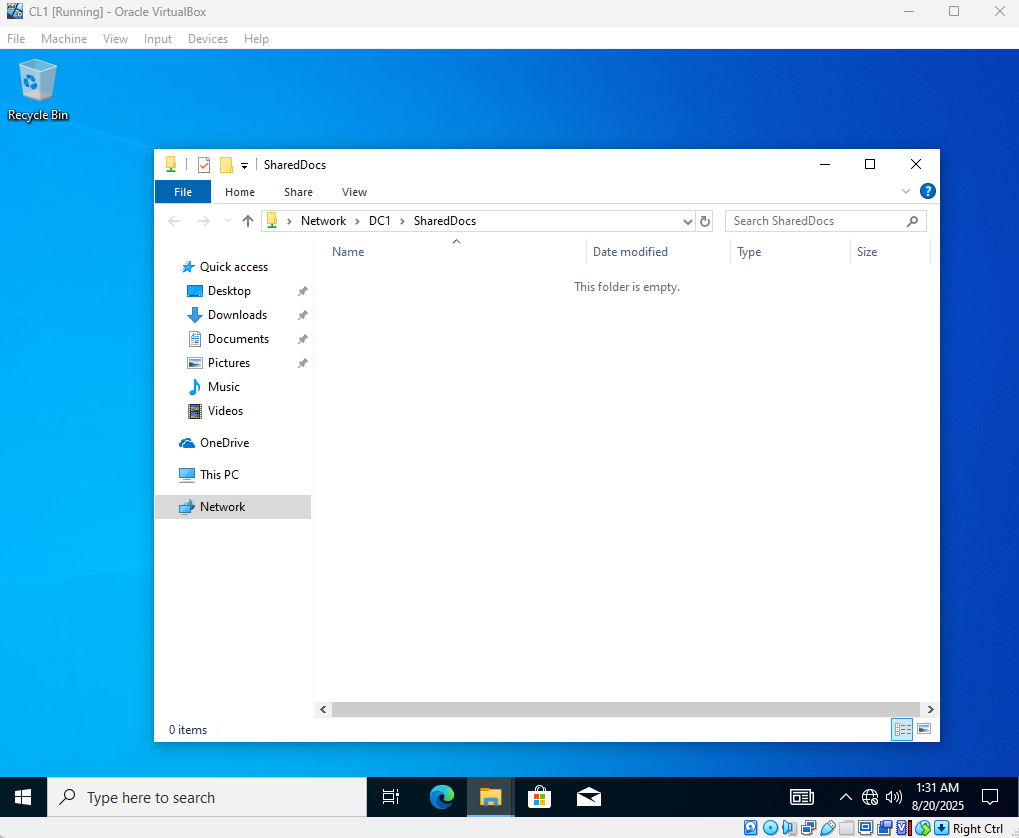 CL1 [Running] - Oracle VirtualBox
File Machine View Input Devices Help
Recycle Bin
SharedDocs
File Home Share View
Network DC1 SharedDocs
Search SharedDocs
Name Date modified Type Size
This folder is empty.
Quick access
Desktop
Downloads
Documents
Pictures
Music
Videos
OneDrive
This PC
Network
0 items
Type here to search
1:31 AM
8/20/2025
Right Ctrl